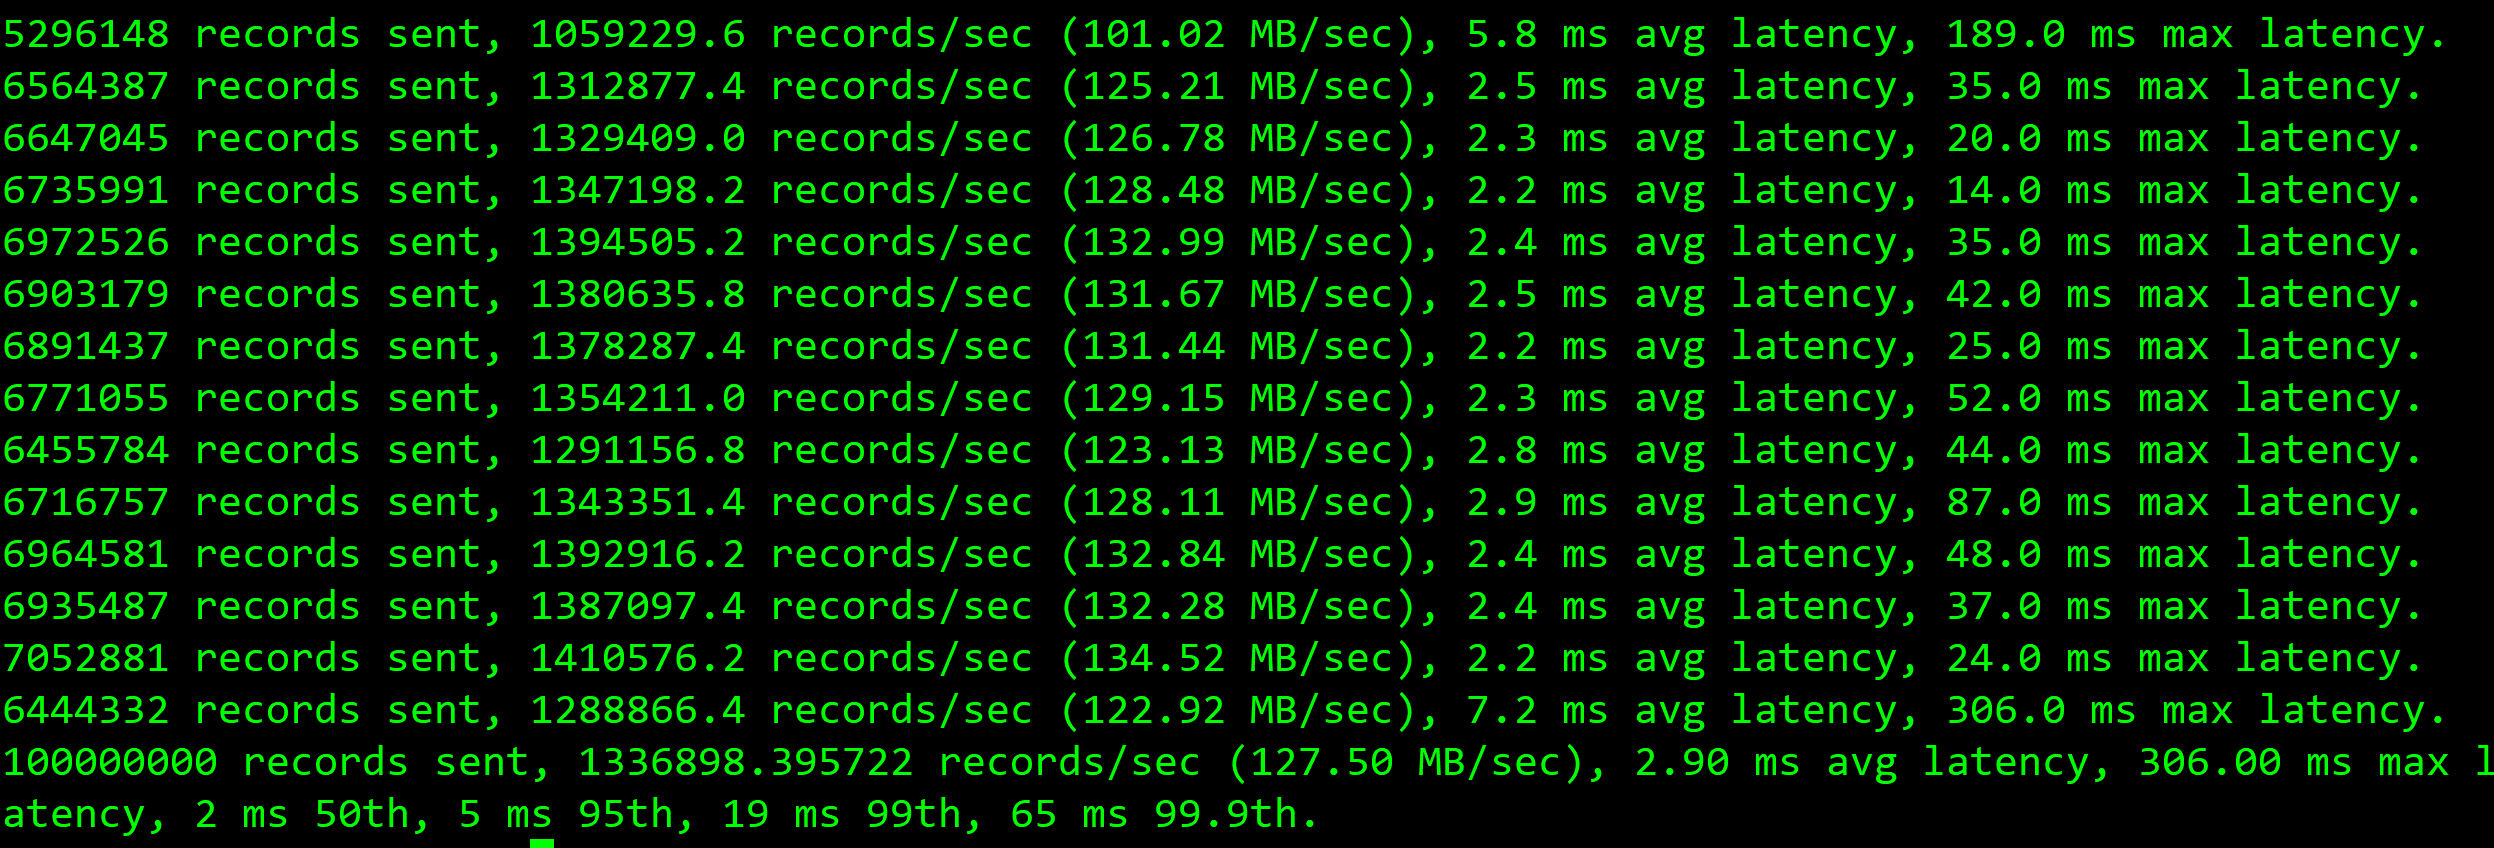 5296148 records sent, 1059229.6 records/sec (101.02 MB/sec), 5.8 ms avg latency, 189.0 ms max latency.
6564387 records sent, 1312877.4 records/sec (125.21 MB/sec), 2.5 ms avg latency, 35.0 ms max latency.
6647045 records sent, 1329409.0 records/sec (126.78 MB/sec), 2.3 ms avg latency, 20.0 ms max latency.
6735991 records sent, 1347198.2 records/sec (128.48 MB/sec), 2.2 ms avg latency, 14.0 ms max latency.
6972526 records sent, 1394505.2 records/sec (132.99 MB/sec), 2.4 ms avg latency, 35.0 ms max latency.
6903179 records sent, 1380635.8 records/sec (131.67 MB/sec), 2.5 ms avg latency, 42.0 ms max latency.
6891437 records sent, 1378287.4 records/sec (131.44 MB/sec), 2.2 ms avg latency, 25.0 ms max latency.
6771055 records sent, 1354211.0 records/sec (129.15 MB/sec), 2.3 ms avg latency, 52.0 ms max latency.
6455784 records sent, 1291156.8 records/sec (123.13 MB/sec), 2.8 ms avg latency, 44.0 ms max latency.
6716757 records sent, 1343351.4 records/sec (128.11 MB/sec), 2.9 ms avg latency, 87.0 ms max latency.
6964581 records sent, 1392916.2 records/sec (132.84 MB/sec), 2.4 ms avg latency, 48.0 ms max latency.
6935487 records sent, 1387097.4 records/sec (132.28 MB/sec), 2.4 ms avg latency, 37.0 ms max latency.
7052881 records sent, 1410576.2 records/sec (134.52 MB/sec), 2.2 ms avg latency, 24.0 ms max latency.
6444332 records sent, 1288866.4 records/sec (122.92 MB/sec), 7.2 ms avg latency, 306.0 ms max latency.
100000000 records sent, 1336898.395722 records/sec (127.50 MB/sec), 2.90 ms avg latency, 306.00 ms max l
atency, 2 ms 50th, 5 ms 95th, 19 ms 99th, 65 ms 99.9th.